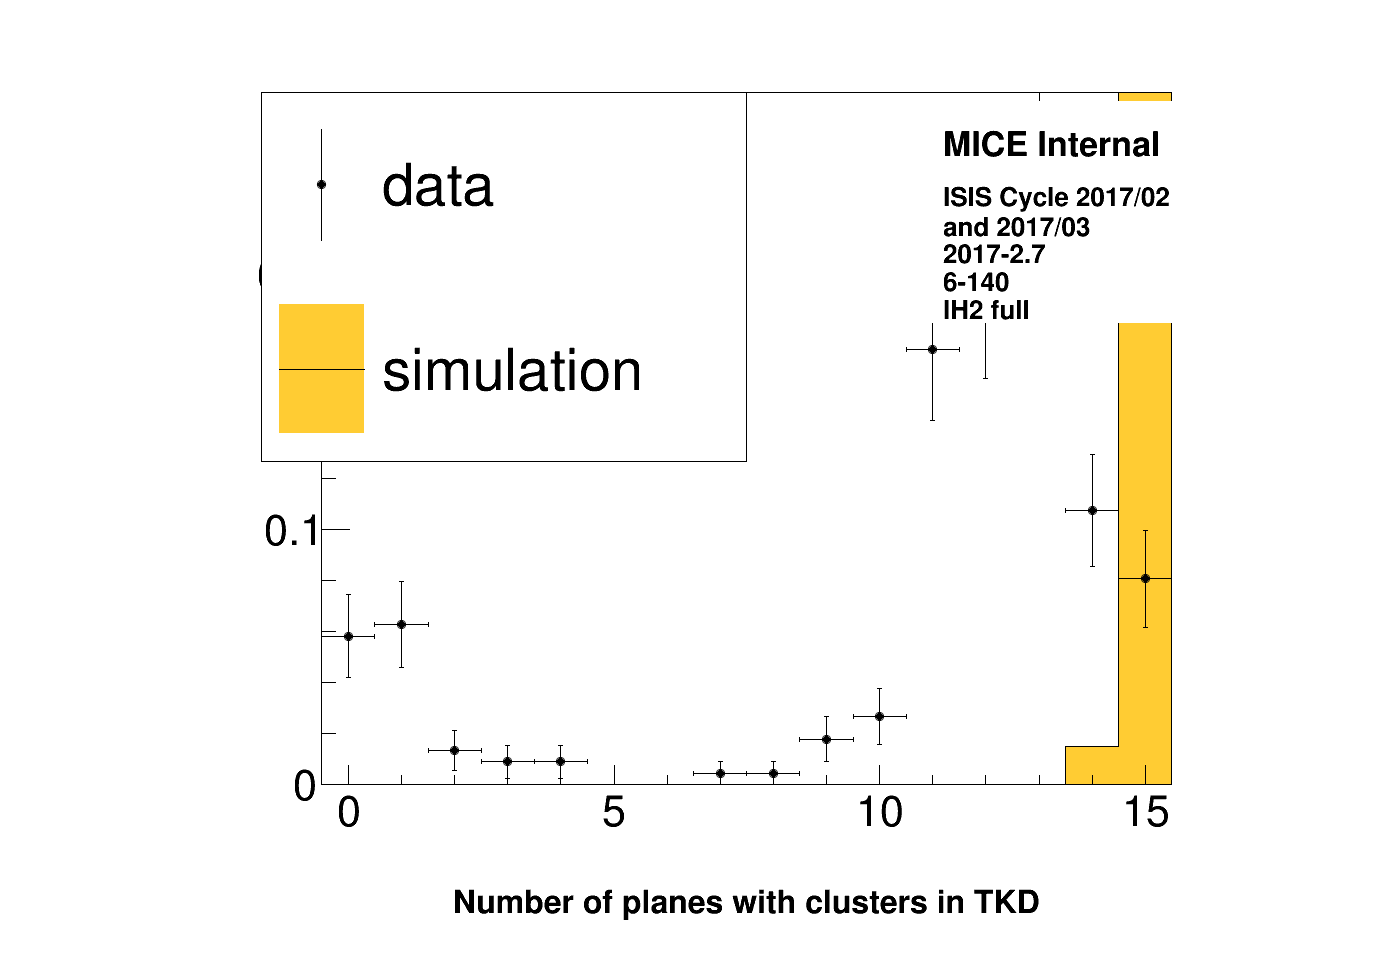 data
simulation
MICE Internal
ISIS Cycle 2017/02
and 2017/03
2017-2.7
6-140
IH2 full
0.1
0
0 5 10 15
Number of planes with clusters in TKD